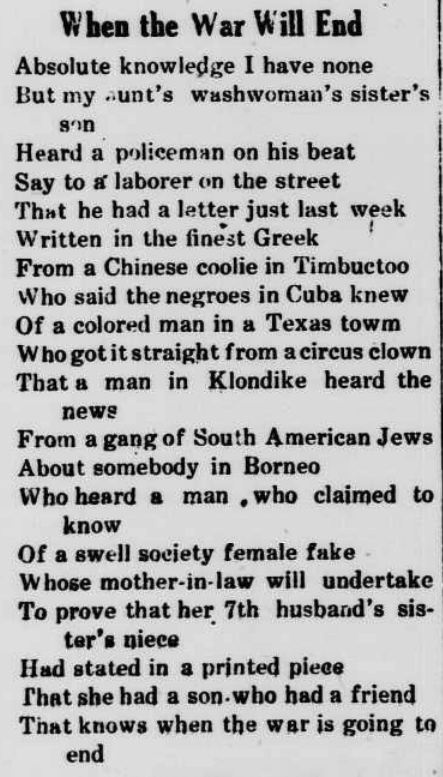 When the War Will End
Absolute knowledge I have none
But my aunt's washwoman's sister's
son
Heard a policeman on his beat
Say to a laborer on the street
That he had a letter just last week
Written in the finest Greek
From a Chinese coolie in Timbuctoo
Who said the negroes in Cuba knew
Of a colored man in a Texas towm
Who got it straight from a circus clown
That a man in Klondike heard the
news
From a gang of South American Jews
About somebody in Borneo
Who heard a man , who claimed to
know
Of a swell society female fake
Whose mother-in-law will undertake
To prove that her 7th husband's sis-
ter's niece
Had stated in a printed piece
That she had a son who had a friend
That knows when the war is going to
end